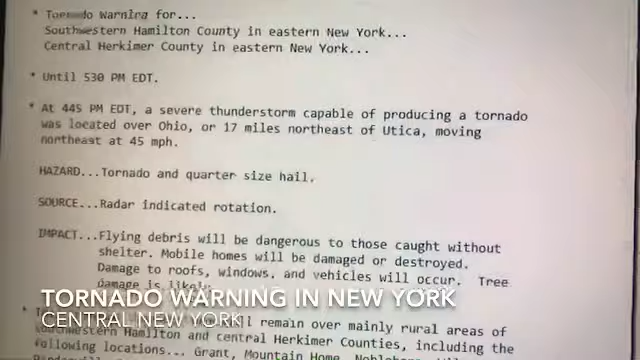 * Tornado Warning for...
Southwestern Hamilton County in eastern New York...
Central Herkimer County in eastern New York...
* Until 530 PM EDT.
* At 445 PM EDT, a severe thunderstorm capable of producing a tornado
was located over Ohio, or 17 miles northeast of Utica, moving
northeast at 45 mph.
HAZARD...Tornado and quarter size hail.
SOURCE...Radar indicated rotation.
IMPACT...Flying debris will be dangerous to those caught without
shelter. Mobile homes will be damaged or destroyed.
Damage to roofs, windows, and vehicles will occur. Tree
damage is likely.
TORNADO WARNING IN NEW YORK
CENTRAL NEW YORK
* remain over mainly rural areas of
southwestern Hamilton and central Herkimer Counties, including the
following locations... Grant, Mountain Home,